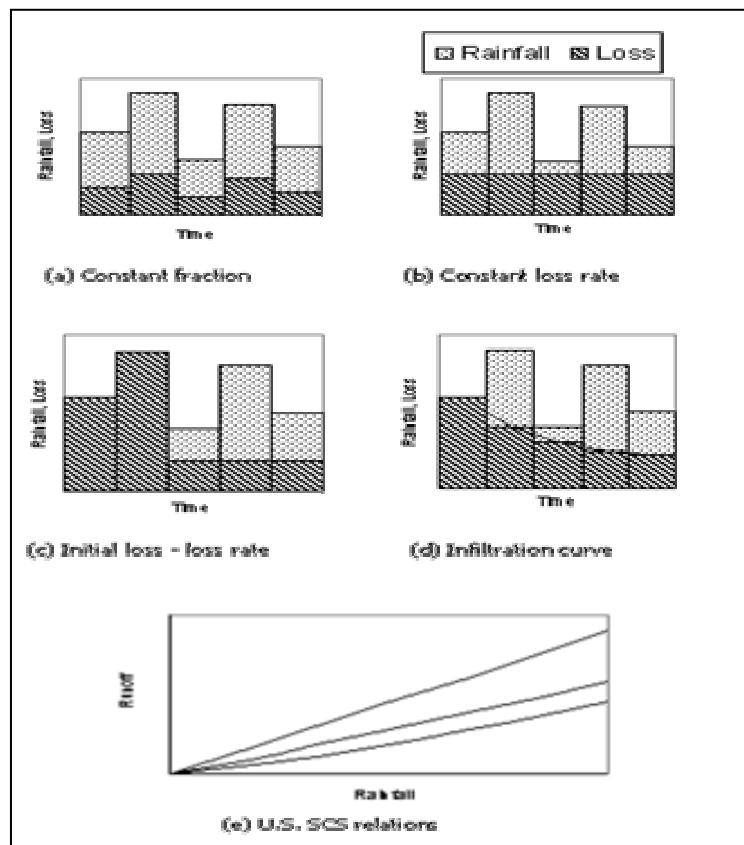 Rainfall Loss
Rainfall, Loss
Time
(a) Constant fraction
Rainfall, Loss
Time
(b) Constant loss rate
Rainfall, Loss
Time
(c) Initial loss - loss rate
Rainfall, Loss
Time
(d) Infiltration curve
Runoff
Rainfall
(e) U.S. SCS relations